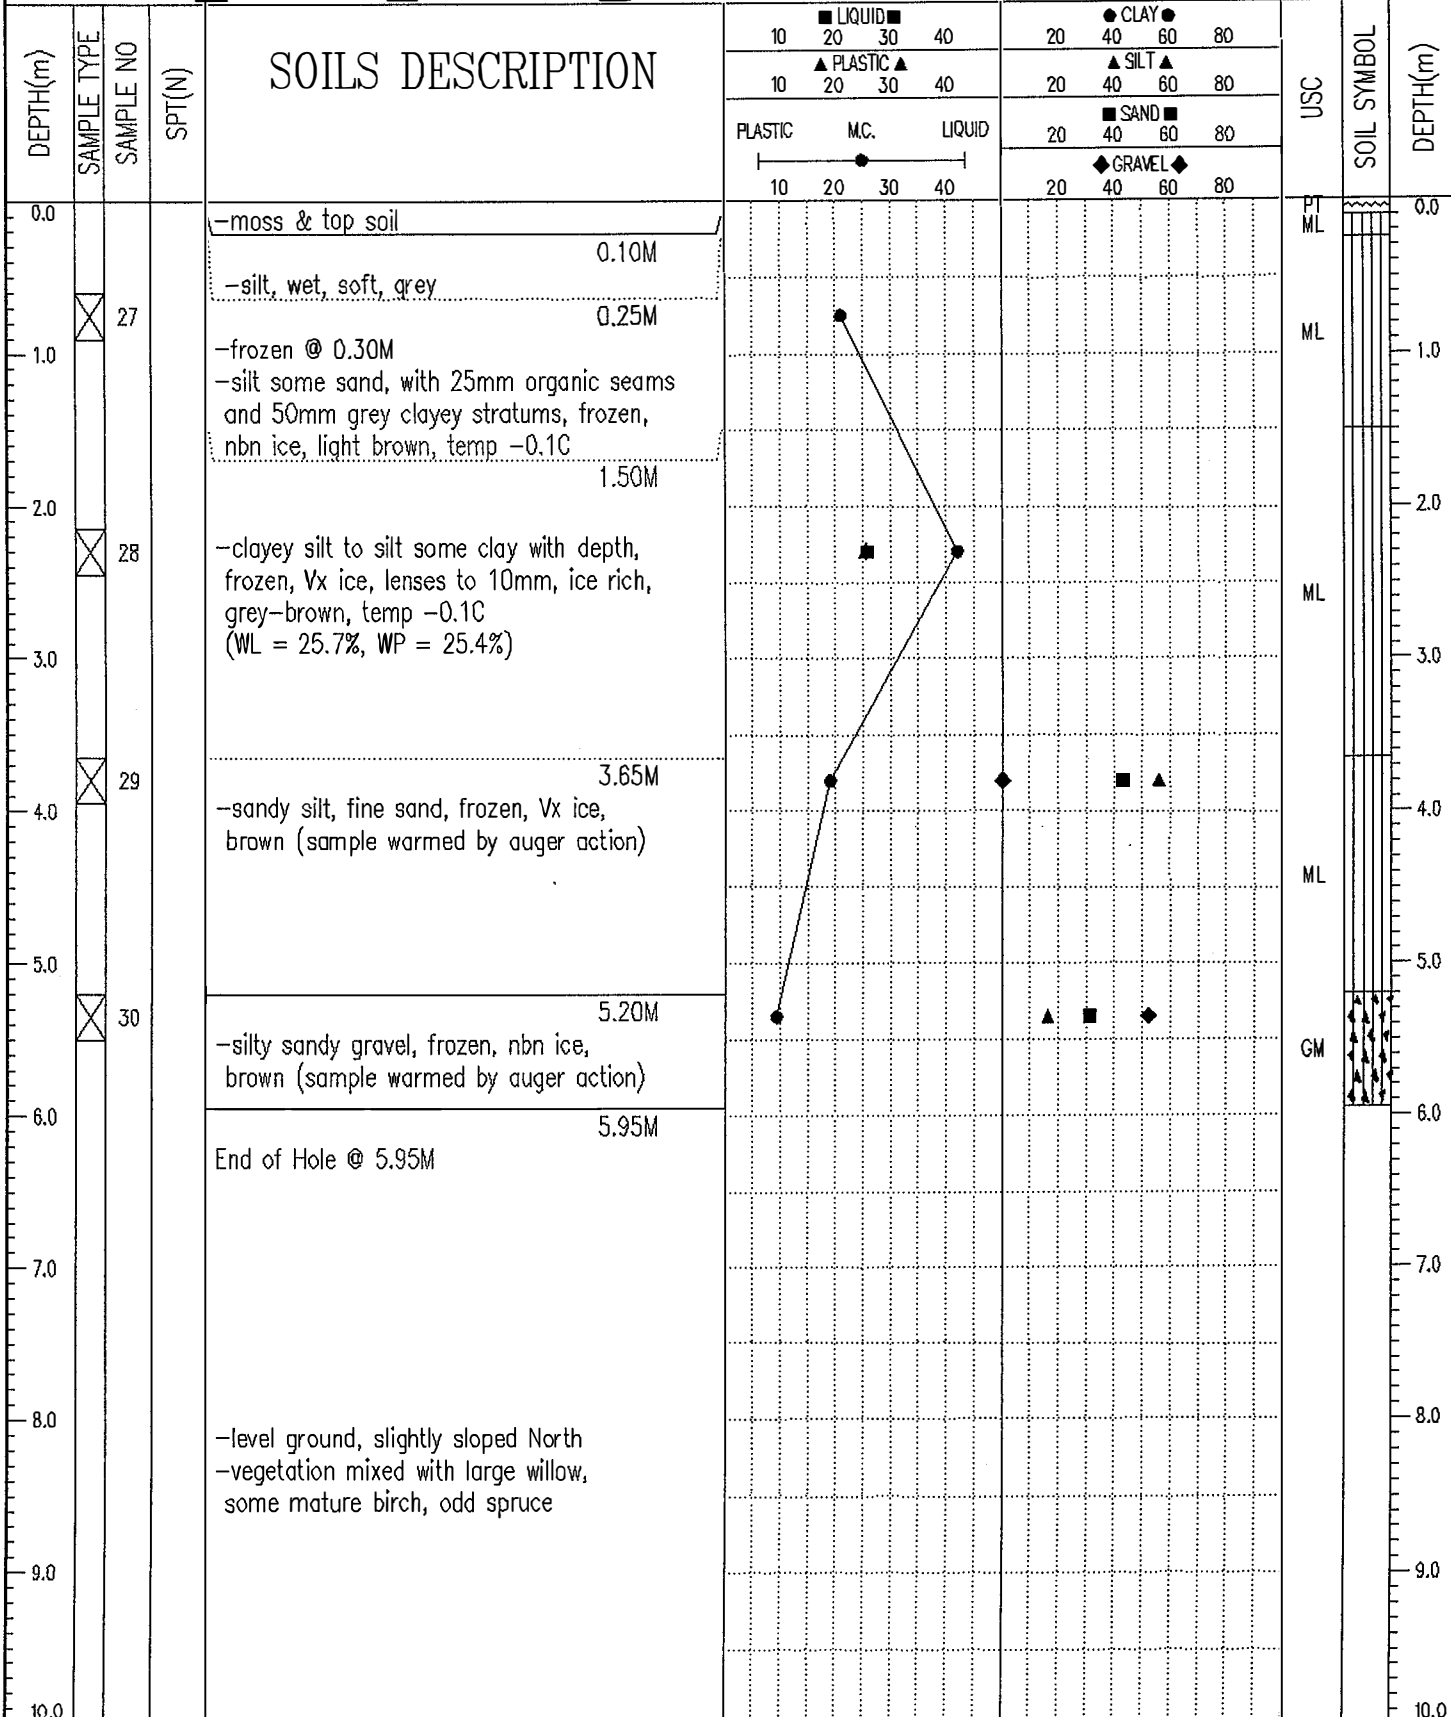 DEPTH(m)
SAMPLE TYPE
SAMPLE NO
SPT(N)
SOILS DESCRIPTION
■ LIQUID ■
10 20 30 40
▲ PLASTIC ▲
10 20 30 40
PLASTIC M.C. LIQUID
10 20 30 40
● CLAY ●
20 40 60 80
▲ SILT ▲
20 40 60 80
■ SAND ■
20 40 60 80
◆ GRAVEL ◆
20 40 60 80
USC
SOIL SYMBOL
DEPTH(m)
0.0
1.0
2.0
3.0
4.0
5.0
6.0
7.0
8.0
9.0
10.0
27
28
29
30
-moss & top soil
0.10M
-silt, wet, soft, grey
0.25M
-frozen @ 0.30M
-silt some sand, with 25mm organic seams
and 50mm grey clayey stratums, frozen,
nbn ice, light brown, temp -0.1C
1.50M
-clayey silt to silt some clay with depth,
frozen, Vx ice, lenses to 10mm, ice rich,
grey-brown, temp -0.1C
(WL = 25.7%, WP = 25.4%)
3.65M
-sandy silt, fine sand, frozen, Vx ice,
brown (sample warmed by auger action)
5.20M
-silty sandy gravel, frozen, nbn ice,
brown (sample warmed by auger action)
5.95M
End of Hole @ 5.95M
-level ground, slightly sloped North
-vegetation mixed with large willow,
some mature birch, odd spruce
PT
ML
ML
ML
ML
GM
0.0
1.0
2.0
3.0
4.0
5.0
6.0
7.0
8.0
9.0
10.0